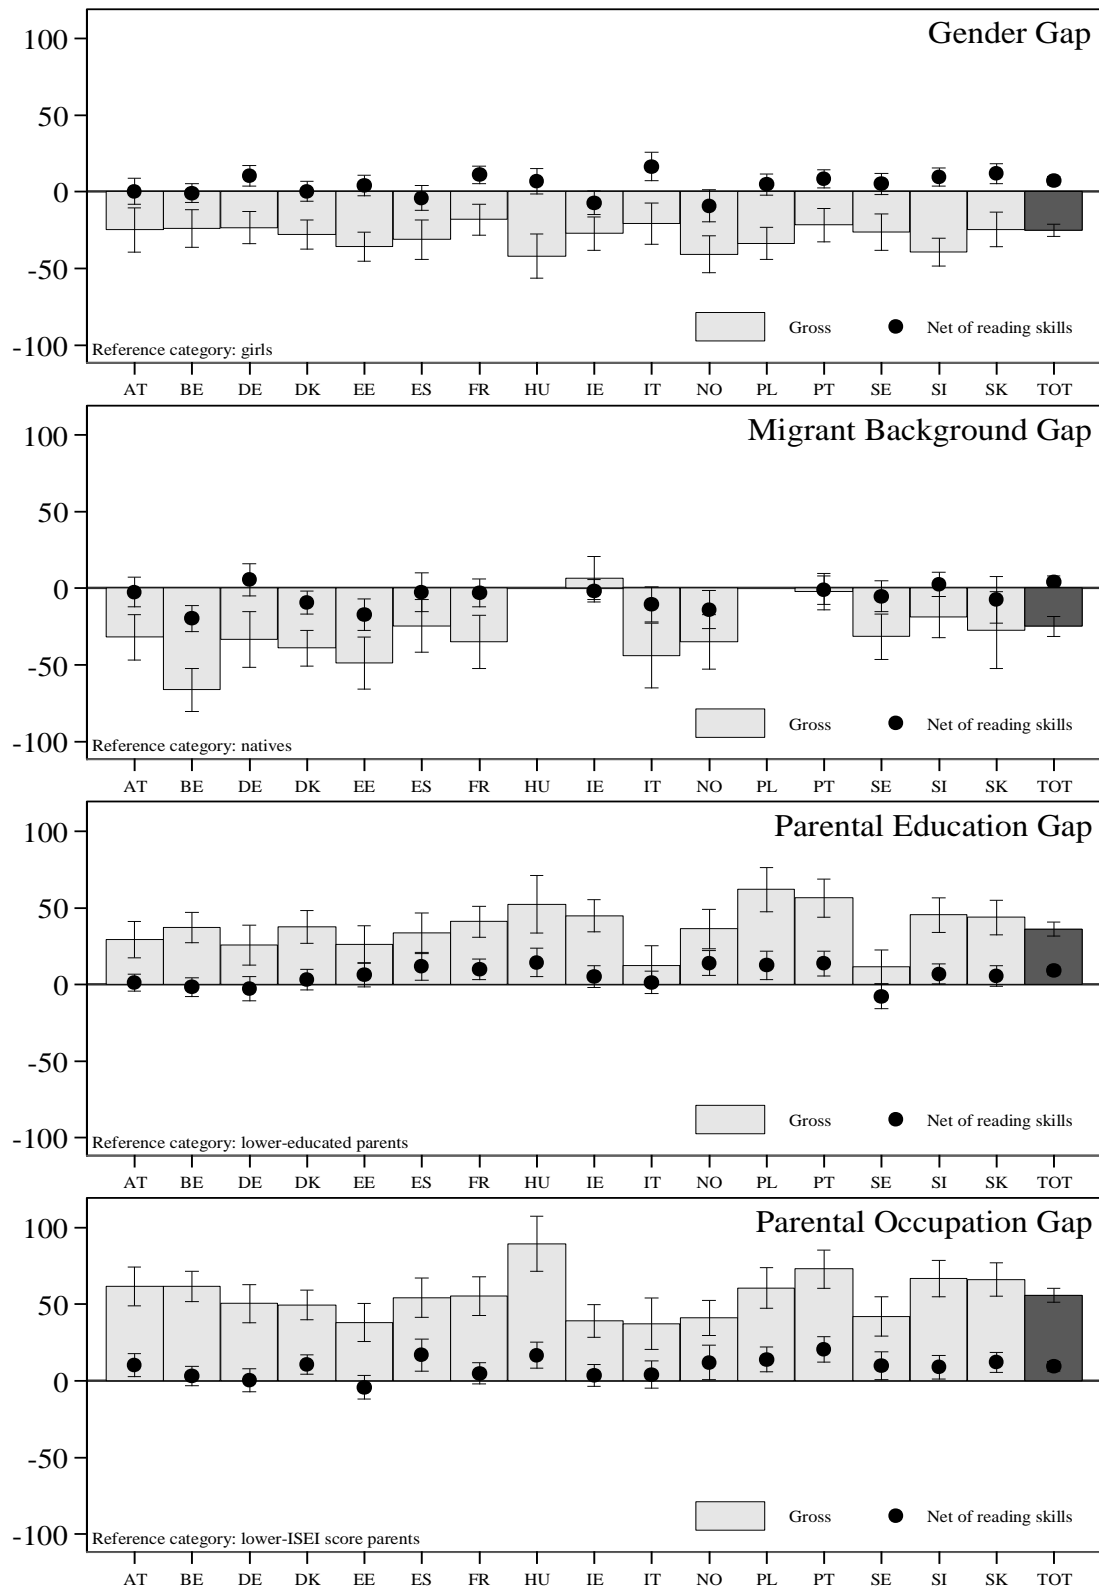 Gender Gap
100
50
0
-50
-100
Gross
Net of reading skills
Reference category: girls
AT BE DE DK EE ES FR HU IE IT NO PL PT SE SI SK TOT
Migrant Background Gap
100
50
0
-50
-100
Gross
Net of reading skills
Reference category: natives
AT BE DE DK EE ES FR HU IE IT NO PL PT SE SI SK TOT
Parental Education Gap
100
50
0
-50
-100
Gross
Net of reading skills
Reference category: lower-educated parents
AT BE DE DK EE ES FR HU IE IT NO PL PT SE SI SK TOT
Parental Occupation Gap
100
50
0
-50
-100
Gross
Net of reading skills
Reference category: lower-ISEI score parents
AT BE DE DK EE ES FR HU IE IT NO PL PT SE SI SK TOT